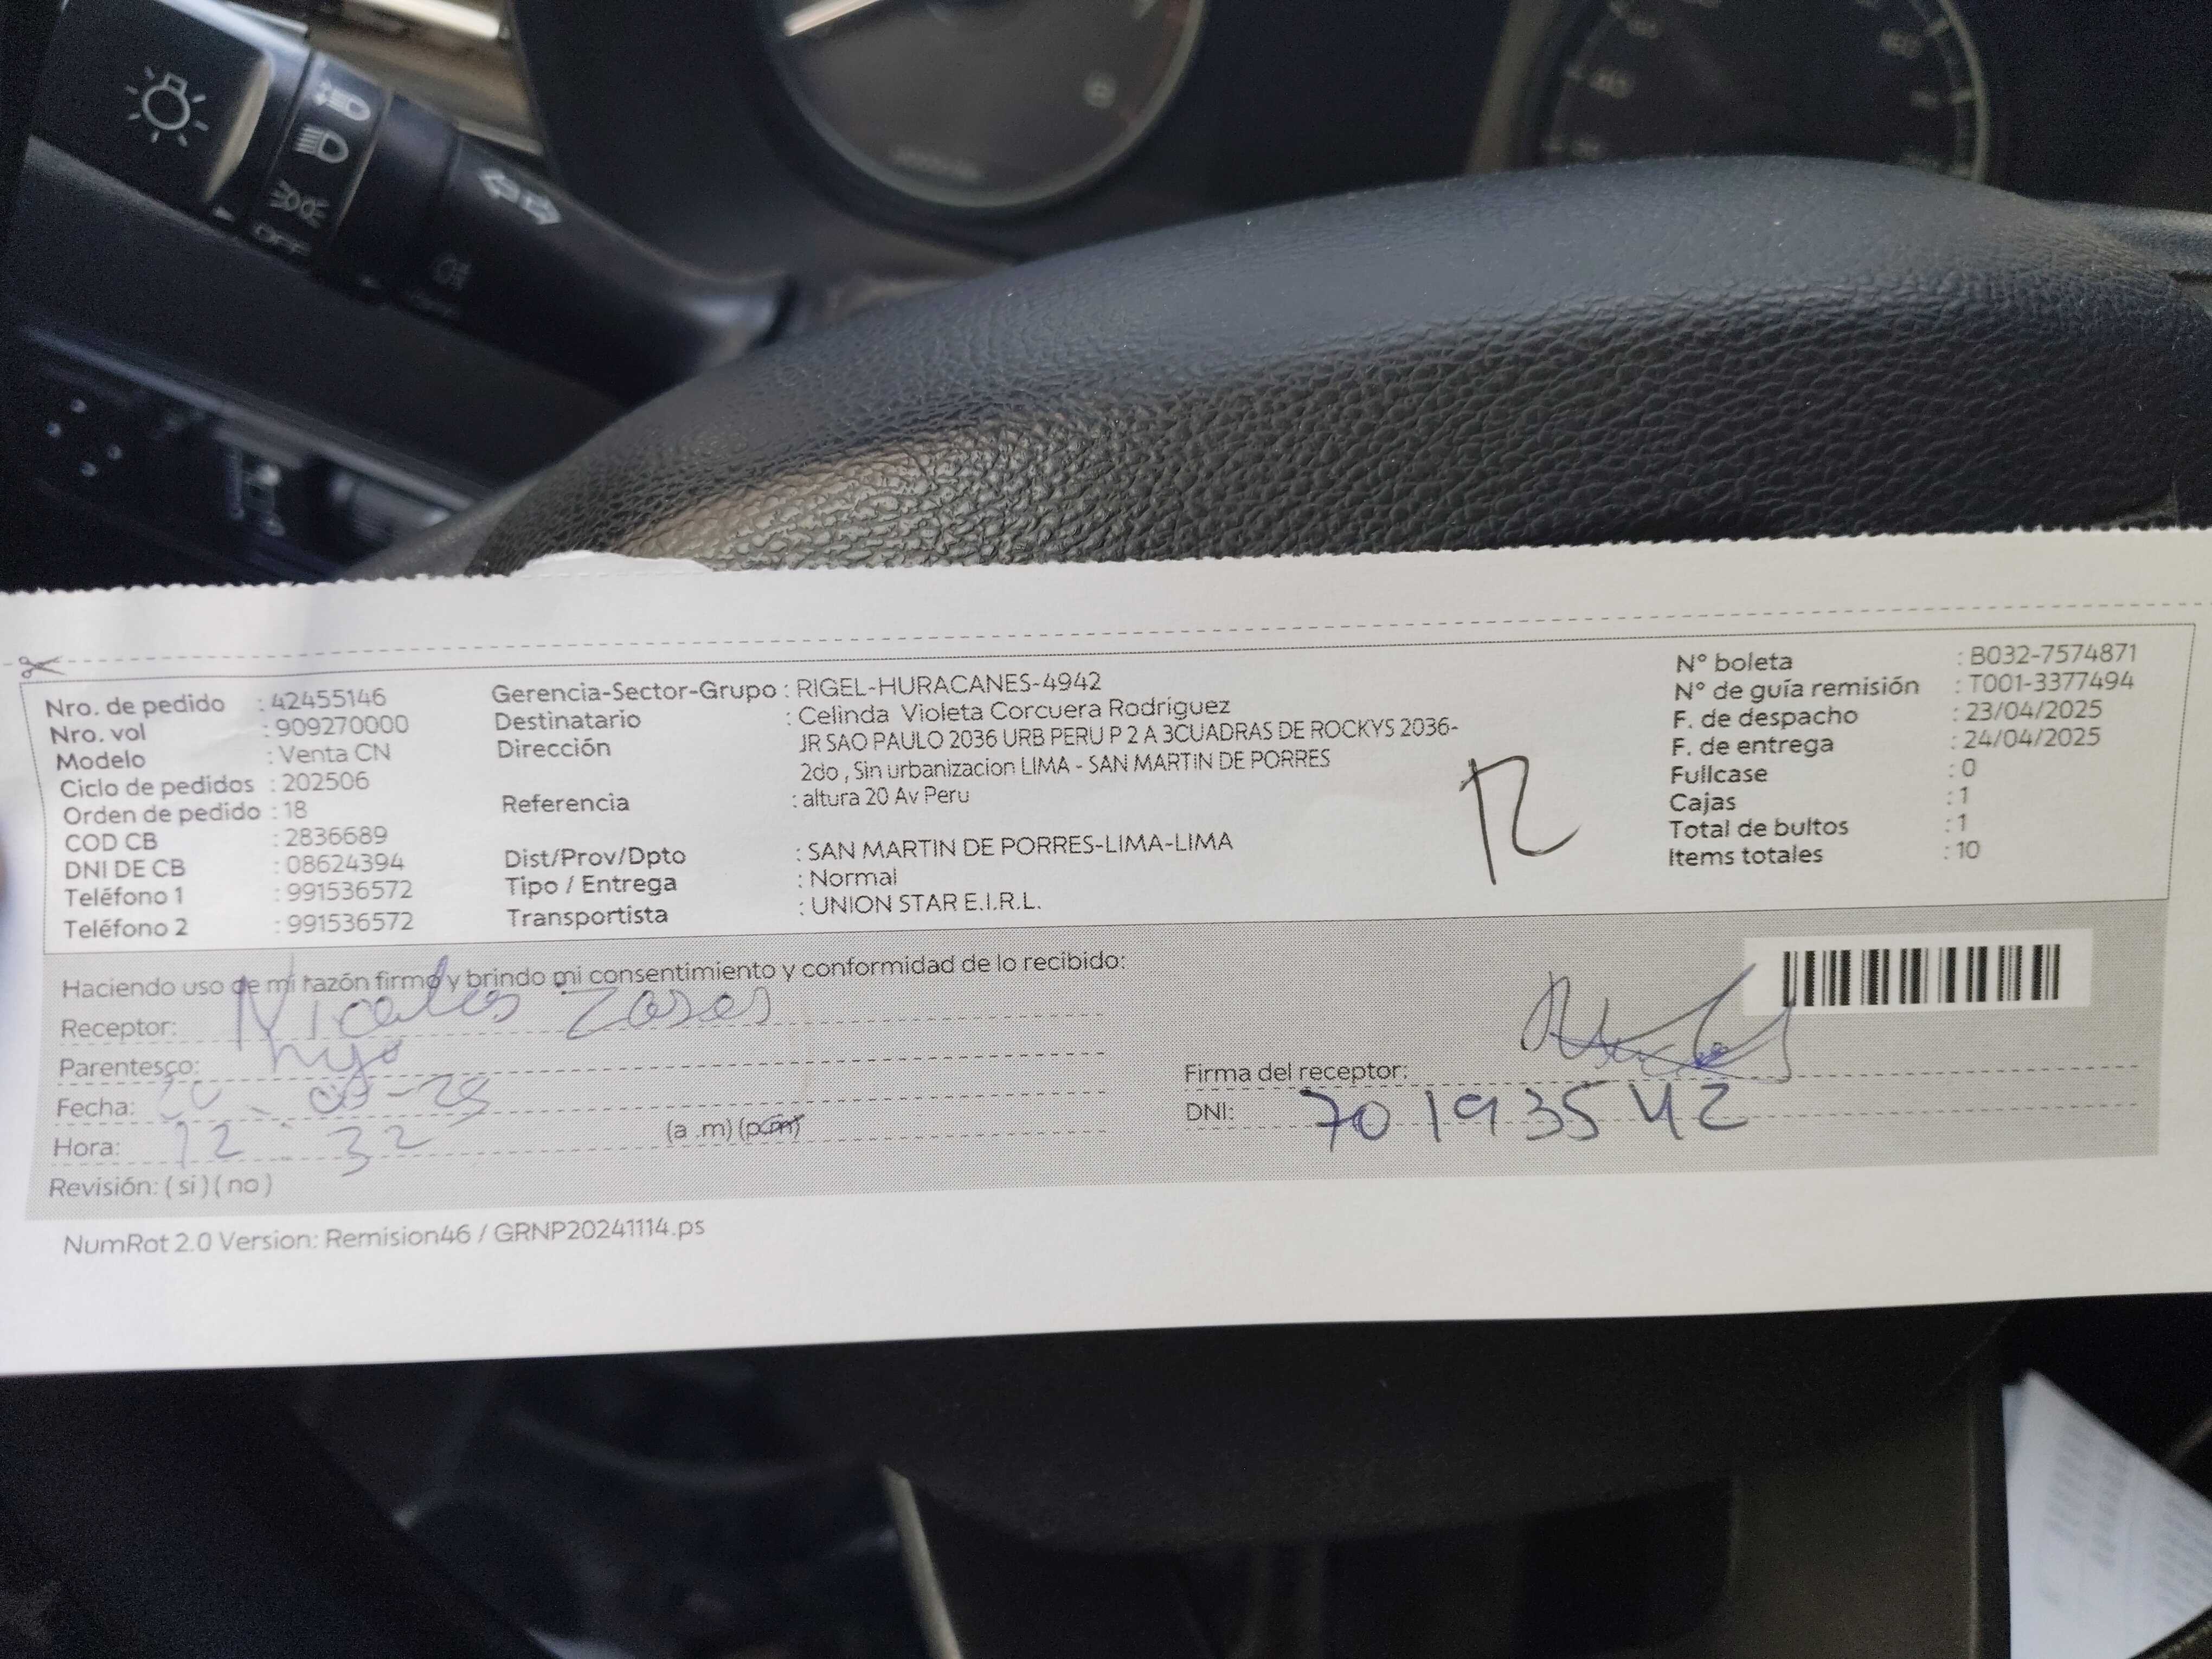 OFF
Nro. de pedido : 42455146
Nro. vol : 909270000
Modelo : Venta CN
Ciclo de pedidos : 202506
Orden de pedido : 18
COD CB : 2836689
DNI DE CB : 08624394
Teléfono 1 : 991536572
Teléfono 2 : 991536572
Gerencia-Sector-Grupo : RIGEL-HURACANES-4942
Destinatario : Celinda Violeta Corcuera Rodriguez
Dirección JR SAO PAULO 2036 URB PERU P 2 A 3CUADRAS DE ROCKYS 2036-
2do , Sin urbanizacion LIMA - SAN MARTIN DE PORRES
Referencia : altura 20 Av Peru
Dist/Prov/Dpto : SAN MARTIN DE PORRES-LIMA-LIMA
Tipo / Entrega : Normal
Transportista : UNION STAR E.I.R.L.
12
N° boleta : B032-7574871
N° de guía remisión : T001-3377494
F. de despacho : 23/04/2025
F. de entrega : 24/04/2025
Fullcase : 0
Cajas : 1
Total de bultos : 1
Items totales : 10
Haciendo uso de mi razón firmo y brindo mi consentimiento y conformidad de lo recibido:
Receptor:
Parentesco: hijo
Fecha:
Hora: 12 : 32 (a .m) (p.m)
Revisión: ( si ) ( no )
Firma del receptor:
DNI: 70193542
NumRot 2.0 Version: Remision46 / GRNP20241114.ps